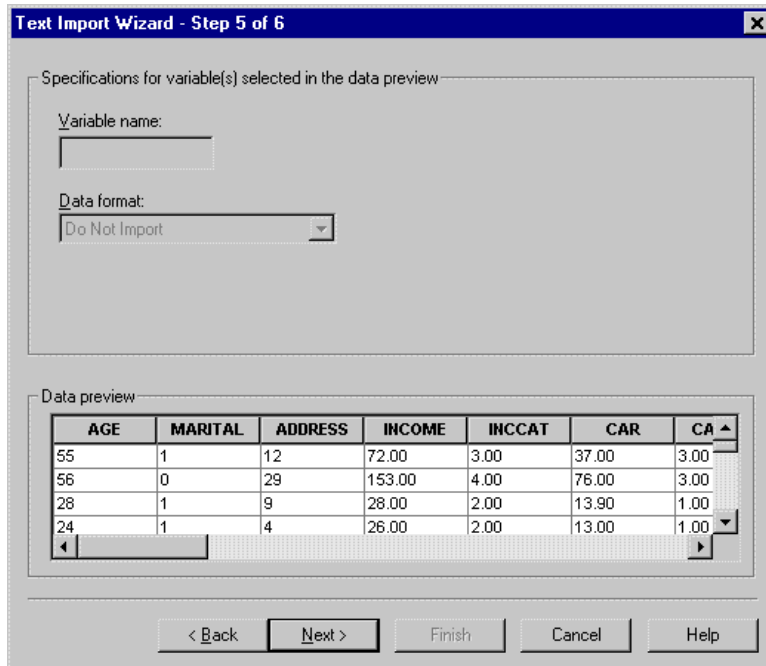 Text Import Wizard - Step 5 of 6
Specifications for variable(s) selected in the data preview
Variable name:
Data format:
Do Not Import
Data preview
AGE MARITAL ADDRESS INCOME INCCAT CAR CA
55 1 12 72.00 3.00 37.00 3.00
56 0 29 153.00 4.00 76.00 3.00
28 1 9 28.00 2.00 13.90 1.00
24 1 4 26.00 2.00 13.00 1.00
< Back Next > Finish Cancel Help